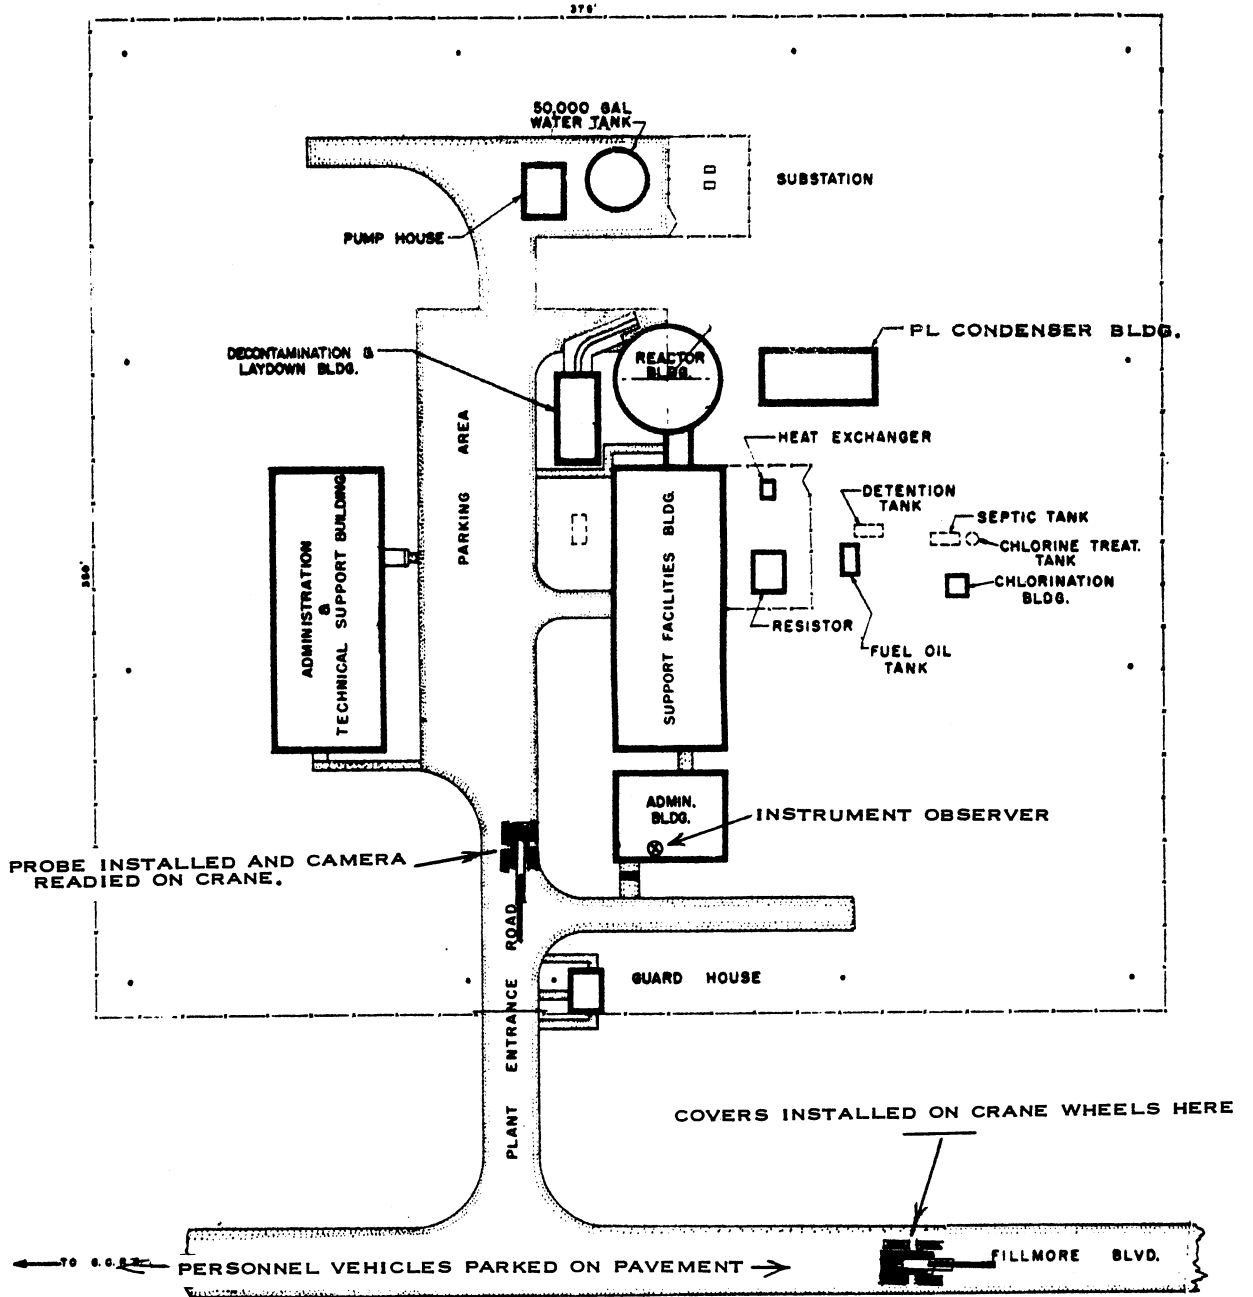 378'
50,000 GAL
WATER TANK
SUBSTATION
PUMP HOUSE
DECONTAMINATION &
LAYDOWN BLDG.
REACTOR
BLDG.
PL CONDENSER BLDG.
PARKING AREA
HEAT EXCHANGER
DETENTION
TANK
SEPTIC TANK
CHLORINE TREAT.
TANK
CHLORINATION
BLDG.
ADMINISTRATION
&
TECHNICAL SUPPORT BUILDING
SUPPORT FACILITIES BLDG.
RESISTOR
FUEL OIL
TANK
ADMIN.
BLDG.
INSTRUMENT OBSERVER
PROBE INSTALLED AND CAMERA
READIED ON CRANE.
PLANT ENTRANCE ROAD
GUARD HOUSE
COVERS INSTALLED ON CRANE WHEELS HERE
TO
PERSONNEL VEHICLES PARKED ON PAVEMENT
FILLMORE BLVD.